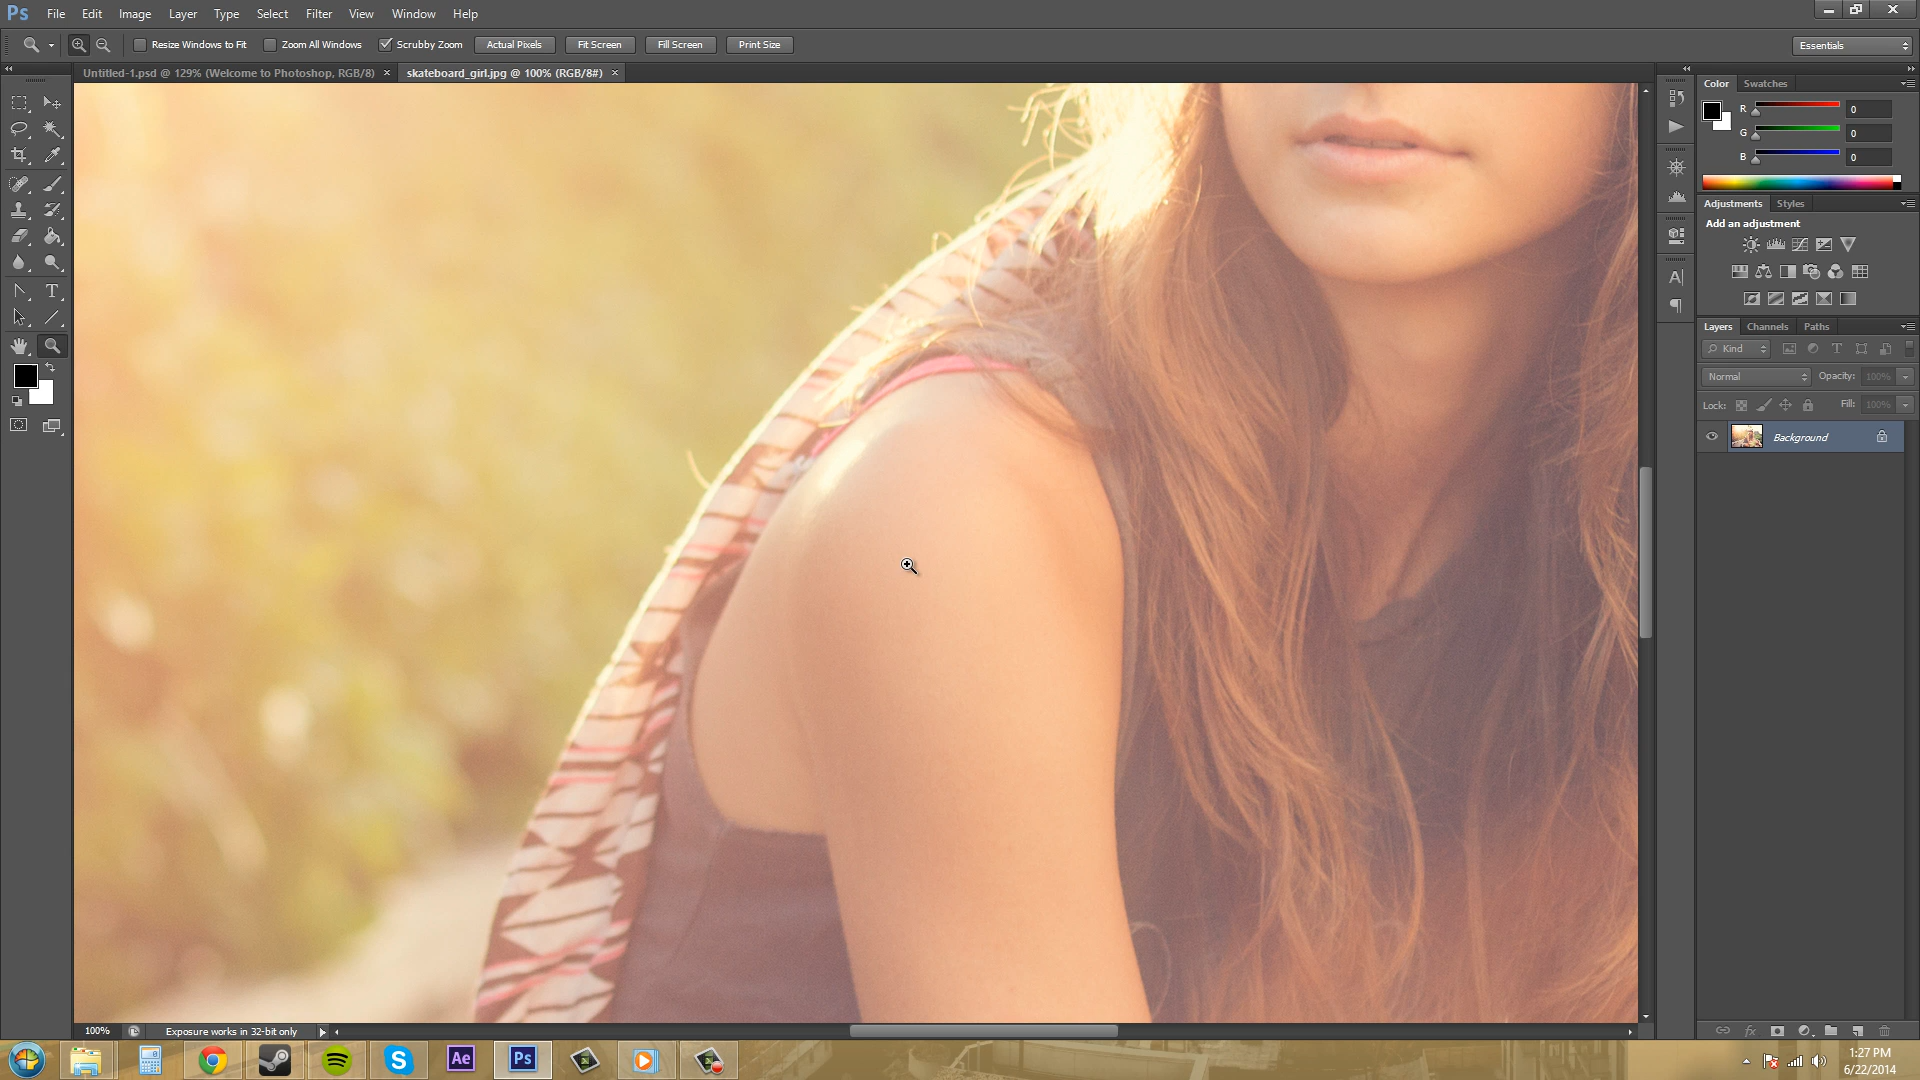 Ps File Edit Image Layer Type Select Filter View Window Help
Resize Windows to Fit Zoom All Windows Scrubby Zoom Actual Pixels Fit Screen Fill Screen Print Size Essentials
Untitled-1.psd @ 129% (Welcome to Photoshop, RGB/8) × skateboard_girl.jpg @ 100% (RGB/8#) ×
Color Swatches
R 0
G 0
B 0
Adjustments Styles
Add an adjustment
Layers Channels Paths
Kind
Normal Opacity: 100%
Lock: Fill: 100%
Background
100% Exposure works in 32-bit only
Ae Ps
1:27 PM
6/22/2014